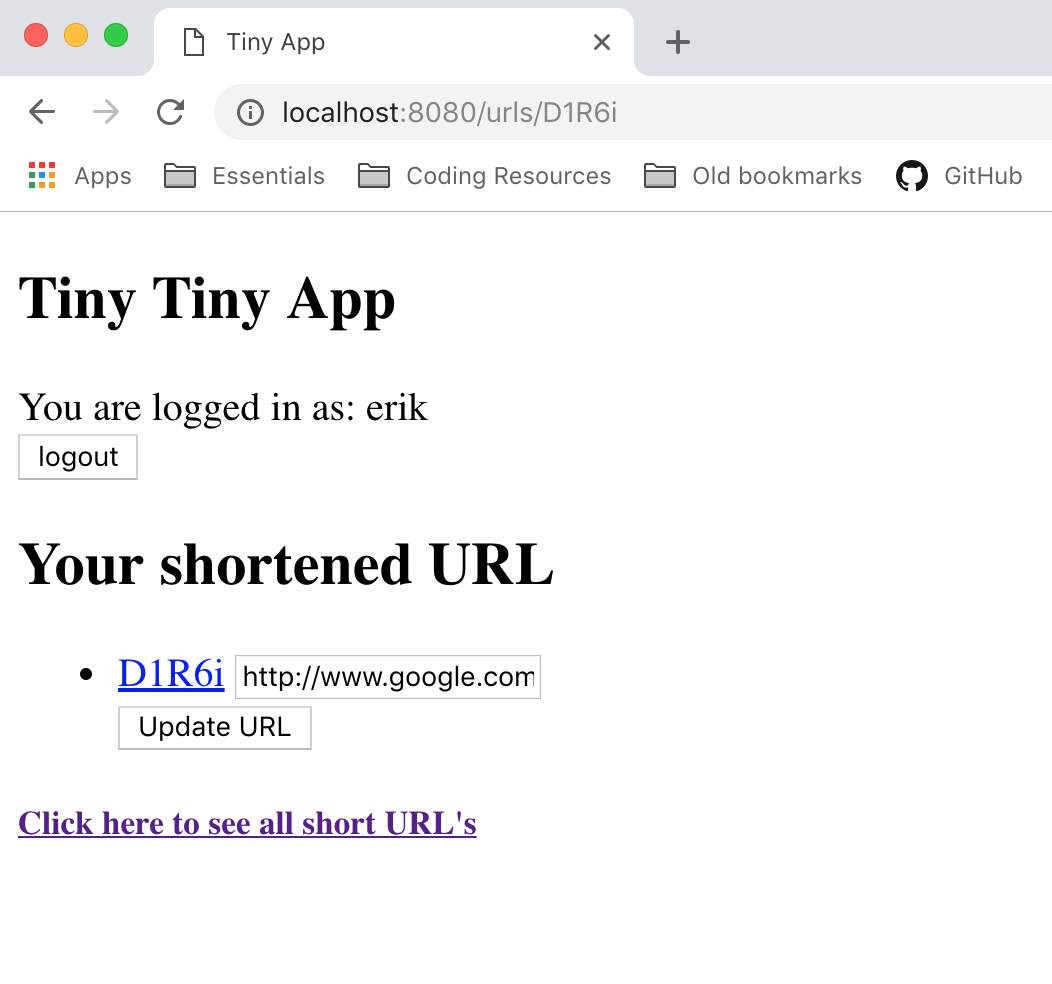 Tiny App
localhost:8080/urls/D1R6i
Apps Essentials Coding Resources Old bookmarks GitHub
Tiny Tiny App
You are logged in as: erik
logout
Your shortened URL
D1R6i http://www.google.com
Update URL
Click here to see all short URL's